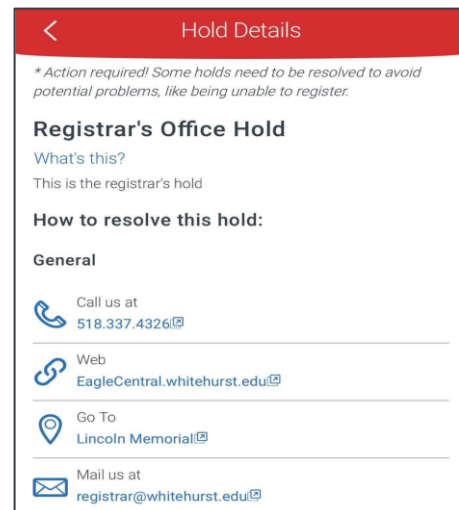 Hold Details
* Action required! Some holds need to be resolved to avoid
potential problems, like being unable to register.
Registrar's Office Hold
What's this?
This is the registrar's hold
How to resolve this hold:
General
Call us at
518.337.4326
Web
EagleCentral.whitehurst.edu
Go To
Lincoln Memorial
Mail us at
registrar@whitehurst.edu